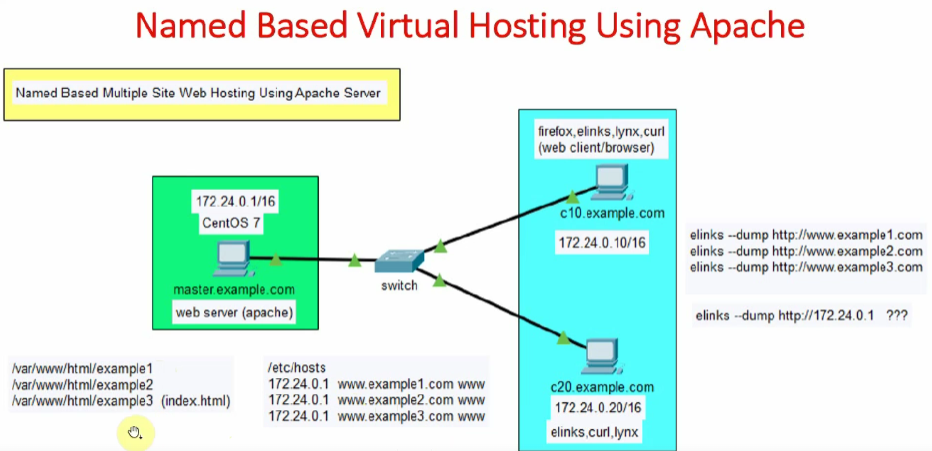 Named Based Virtual Hosting Using Apache
Named Based Multiple Site Web Hosting Using Apache Server
172.24.0.1/16
CentOS 7
master.example.com
web server (apache)
switch
firefox,elinks,lynx,curl
(web client/browser)
c10.example.com
172.24.0.10/16
c20.example.com
172.24.0.20/16
elinks,curl,lynx
elinks --dump http://www.example1.com
elinks --dump http://www.example2.com
elinks --dump http://www.example3.com
elinks --dump http://172.24.0.1 ???
/var/www/html/example1
/var/www/html/example2
/var/www/html/example3 (index.html)
/etc/hosts
172.24.0.1 www.example1.com www
172.24.0.1 www.example2.com www
172.24.0.1 www.example3.com www